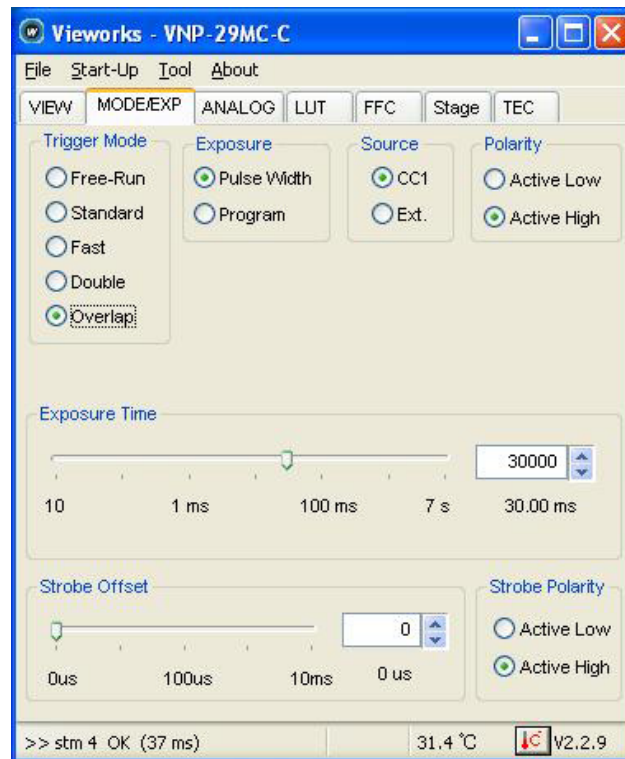 Vieworks - VNP-29MC-C
File Start-Up Tool About
VIEW MODE/EXP ANALOG LUT FFC Stage TEC
Trigger Mode
Free-Run
Standard
Fast
Double
Overlap
Exposure
Pulse Width
Program
Source
CC1
Ext.
Polarity
Active Low
Active High
Exposure Time
30000
10 1 ms 100 ms 7 s 30.00 ms
Strobe Offset
0
0us 100us 10ms 0 us
Strobe Polarity
Active Low
Active High
>> stm 4 OK (37 ms) 31.4 °C V2.2.9